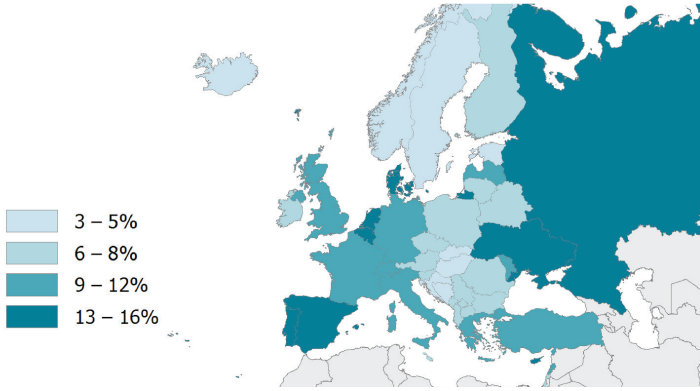 3 – 5%
6 – 8%
9 – 12%
13 – 16%